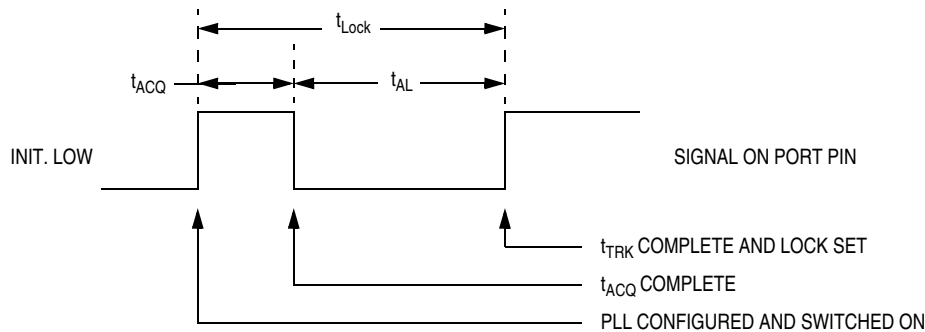 tLock
tACQ
tAL
INIT. LOW
SIGNAL ON PORT PIN
tTRK COMPLETE AND LOCK SET
tACQ COMPLETE
PLL CONFIGURED AND SWITCHED ON